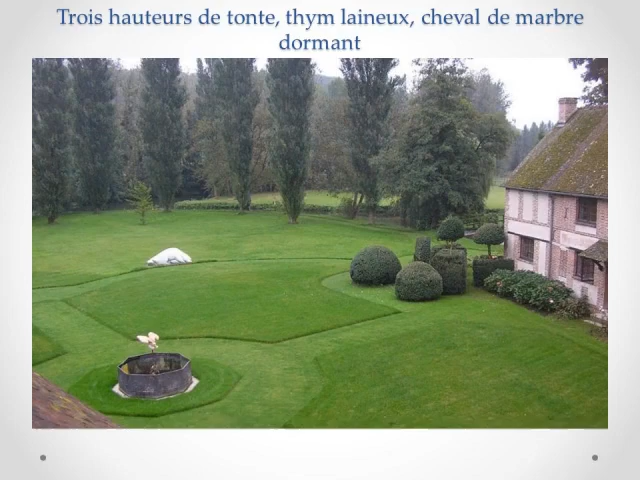 Trois hauteurs de tonte, thym laineux, cheval de marbre
dormant